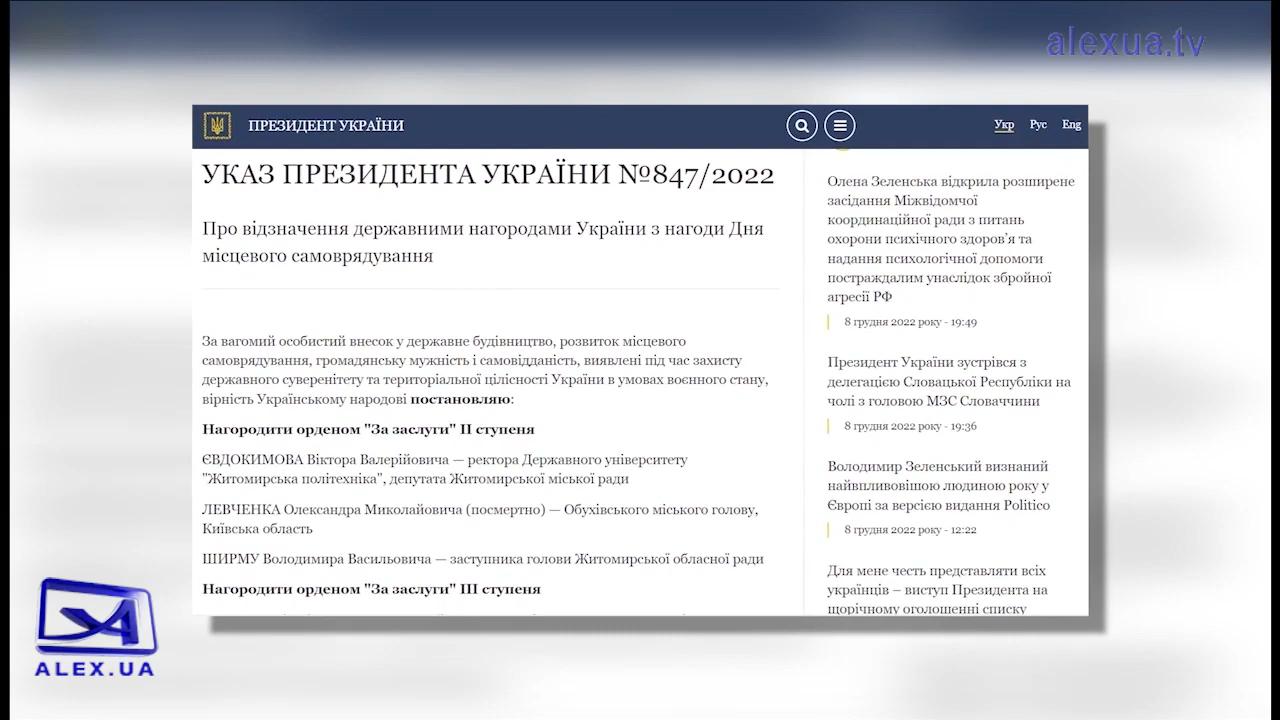 alexua.tv
ПРЕЗИДЕНТ УКРАЇНИ
Укр Рус Eng
УКАЗ ПРЕЗИДЕНТА УКРАЇНИ №847/2022
Про відзначення державними нагородами України з нагоди Дня
місцевого самоврядування
За вагомий особистий внесок у державне будівництво, розвиток місцевого
самоврядування, громадянську мужність і самовідданість, виявлені під час захисту
державного суверенітету та територіальної цілісності України в умовах воєнного стану,
вірність Українському народові постановляю:
Нагородити орденом "За заслуги" ІІ ступеня
ЄВДОКИМОВА Віктора Валерійовича — ректора Державного університету
"Житомирська політехніка", депутата Житомирської міської ради
ЛЕВЧЕНКА Олександра Миколайовича (посмертно) — Обухівського міського голову,
Київська область
ШИРМУ Володимира Васильовича — заступника голови Житомирської обласної ради
Нагородити орденом "За заслуги" ІІІ ступеня
Олена Зеленська відкрила розширене
засідання Міжвідомчої
координаційної ради з питань
охорони психічного здоров’я та
надання психологічної допомоги
постраждалим унаслідок збройної
агресії РФ
8 грудня 2022 року - 19:49
Президент України зустрівся з
делегацією Словацької Республіки на
чолі з головою МЗС Словаччини
8 грудня 2022 року - 19:36
Володимир Зеленський визнаний
найвпливовішою людиною року у
Європі за версією видання Politico
8 грудня 2022 року - 12:22
Для мене честь представляти всіх
українців – виступ Президента на
щорічному оголошенні списку
ALEX.UA